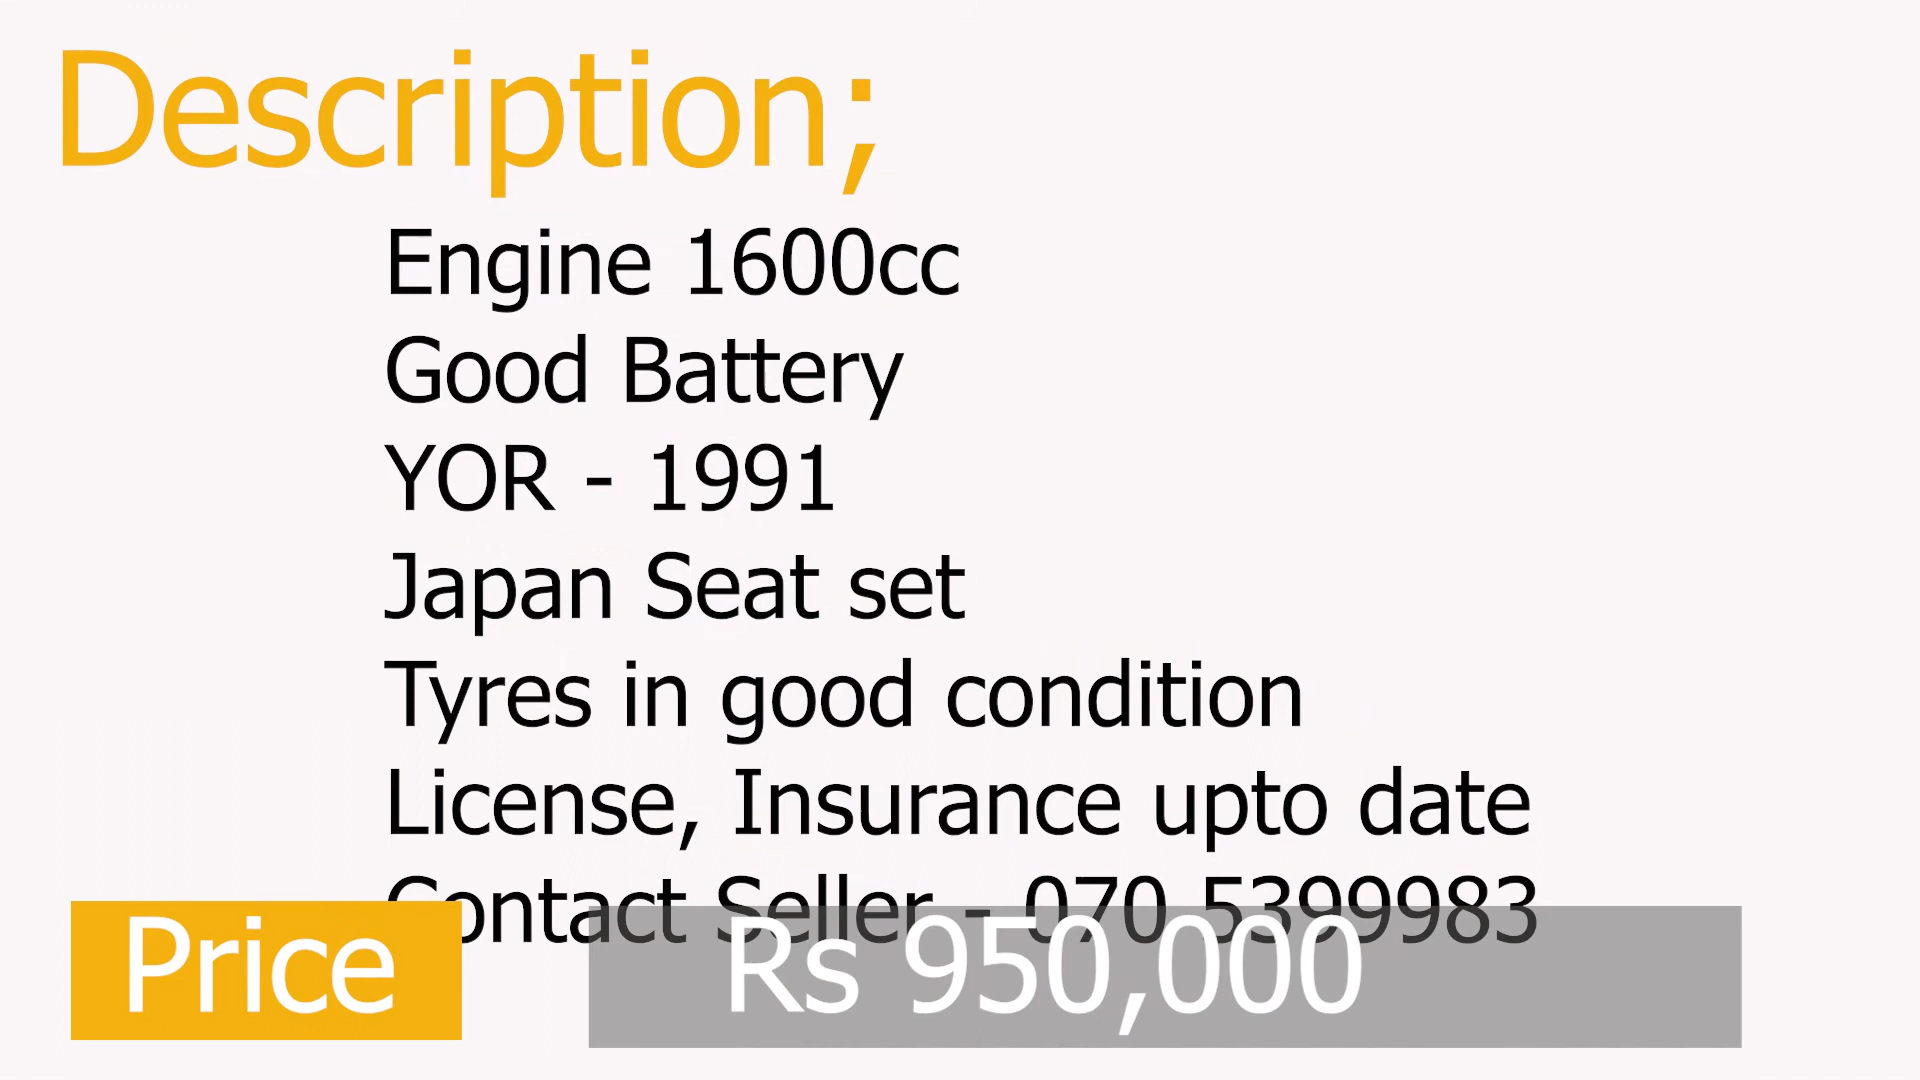 Description;
Engine 1600cc
Good Battery
YOR - 1991
Japan Seat set
Tyres in good condition
License, Insurance upto date
Contact Seller - 070 5399983
Price Rs 950,000